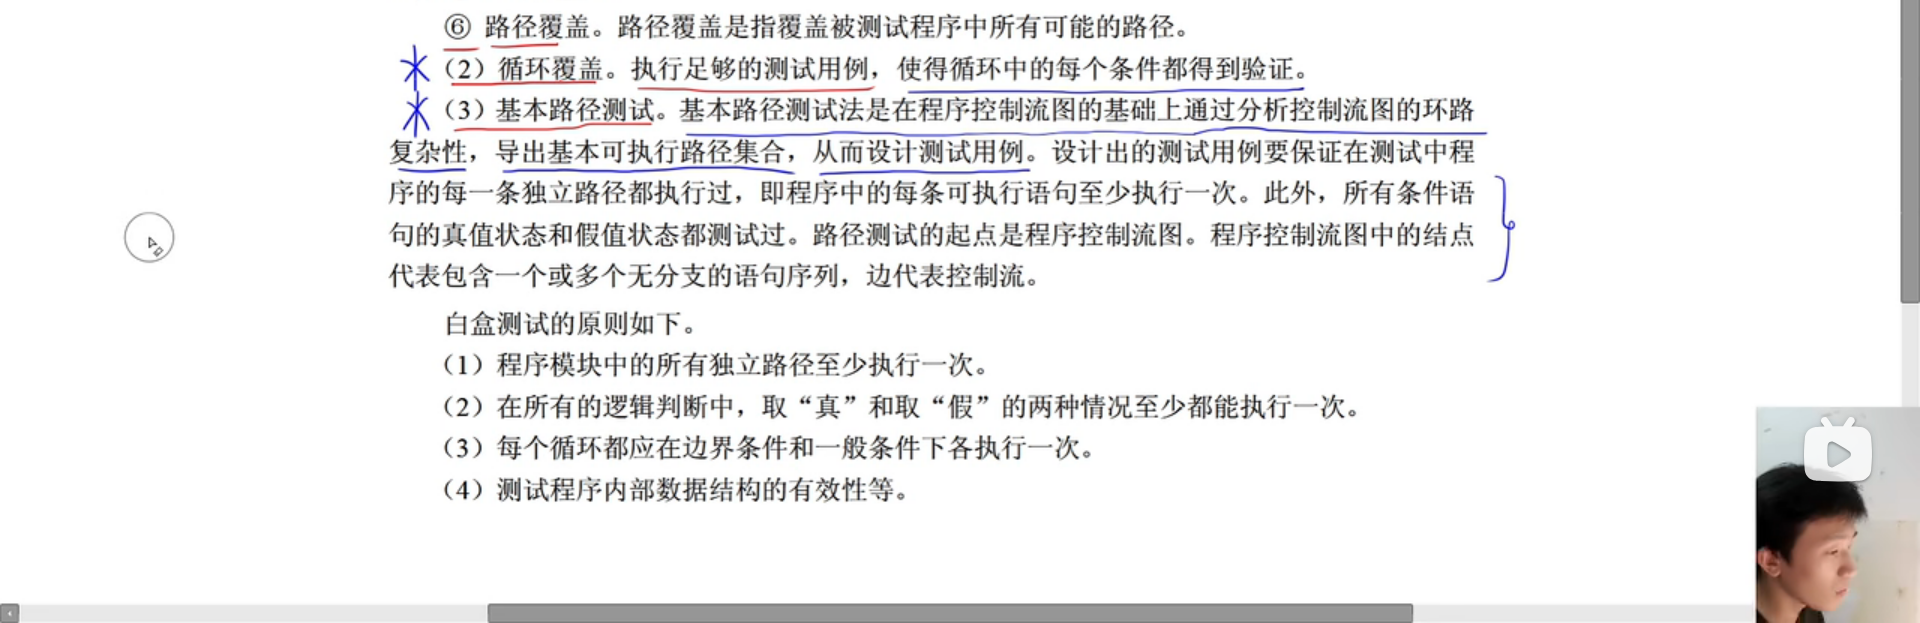 ⑥ 路径覆盖。路径覆盖是指覆盖被测试程序中所有可能的路径。
（2）循环覆盖。执行足够的测试用例，使得循环中的每个条件都得到验证。
（3）基本路径测试。基本路径测试法是在程序控制流图的基础上通过分析控制流图的环路
复杂性，导出基本可执行路径集合，从而设计测试用例。设计出的测试用例要保证在测试中程
序的每一条独立路径都执行过，即程序中的每条可执行语句至少执行一次。此外，所有条件语
句的真值状态和假值状态都测试过。路径测试的起点是程序控制流图。程序控制流图中的结点
代表包含一个或多个无分支的语句序列，边代表控制流。
白盒测试的原则如下。
（1）程序模块中的所有独立路径至少执行一次。
（2）在所有的逻辑判断中，取“真”和取“假”的两种情况至少都能执行一次。
（3）每个循环都应在边界条件和一般条件下各执行一次。
（4）测试程序内部数据结构的有效性等。